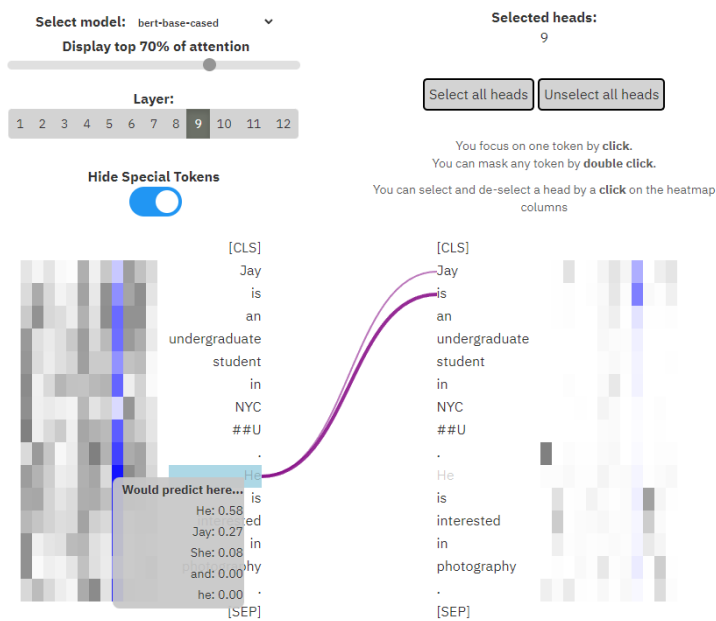 Select model: bert-base-cased
Display top 70% of attention
Layer:
1 2 3 4 5 6 7 8 9 10 11 12
Hide Special Tokens
Selected heads:
9
Select all heads Unselect all heads
You focus on one token by click.
You can mask any token by double click.
You can select and de-select a head by a click on the heatmap
columns
[CLS]
Jay
is
an
undergraduate
student
in
NYC
##U
.
He
is
interested
in
photography
.
[SEP]
Would predict here...
He: 0.58
Jay: 0.27
She: 0.08
and: 0.00
he: 0.00
[CLS]
Jay
is
an
undergraduate
student
in
NYC
##U
.
He
is
interested
in
photography
.
[SEP]